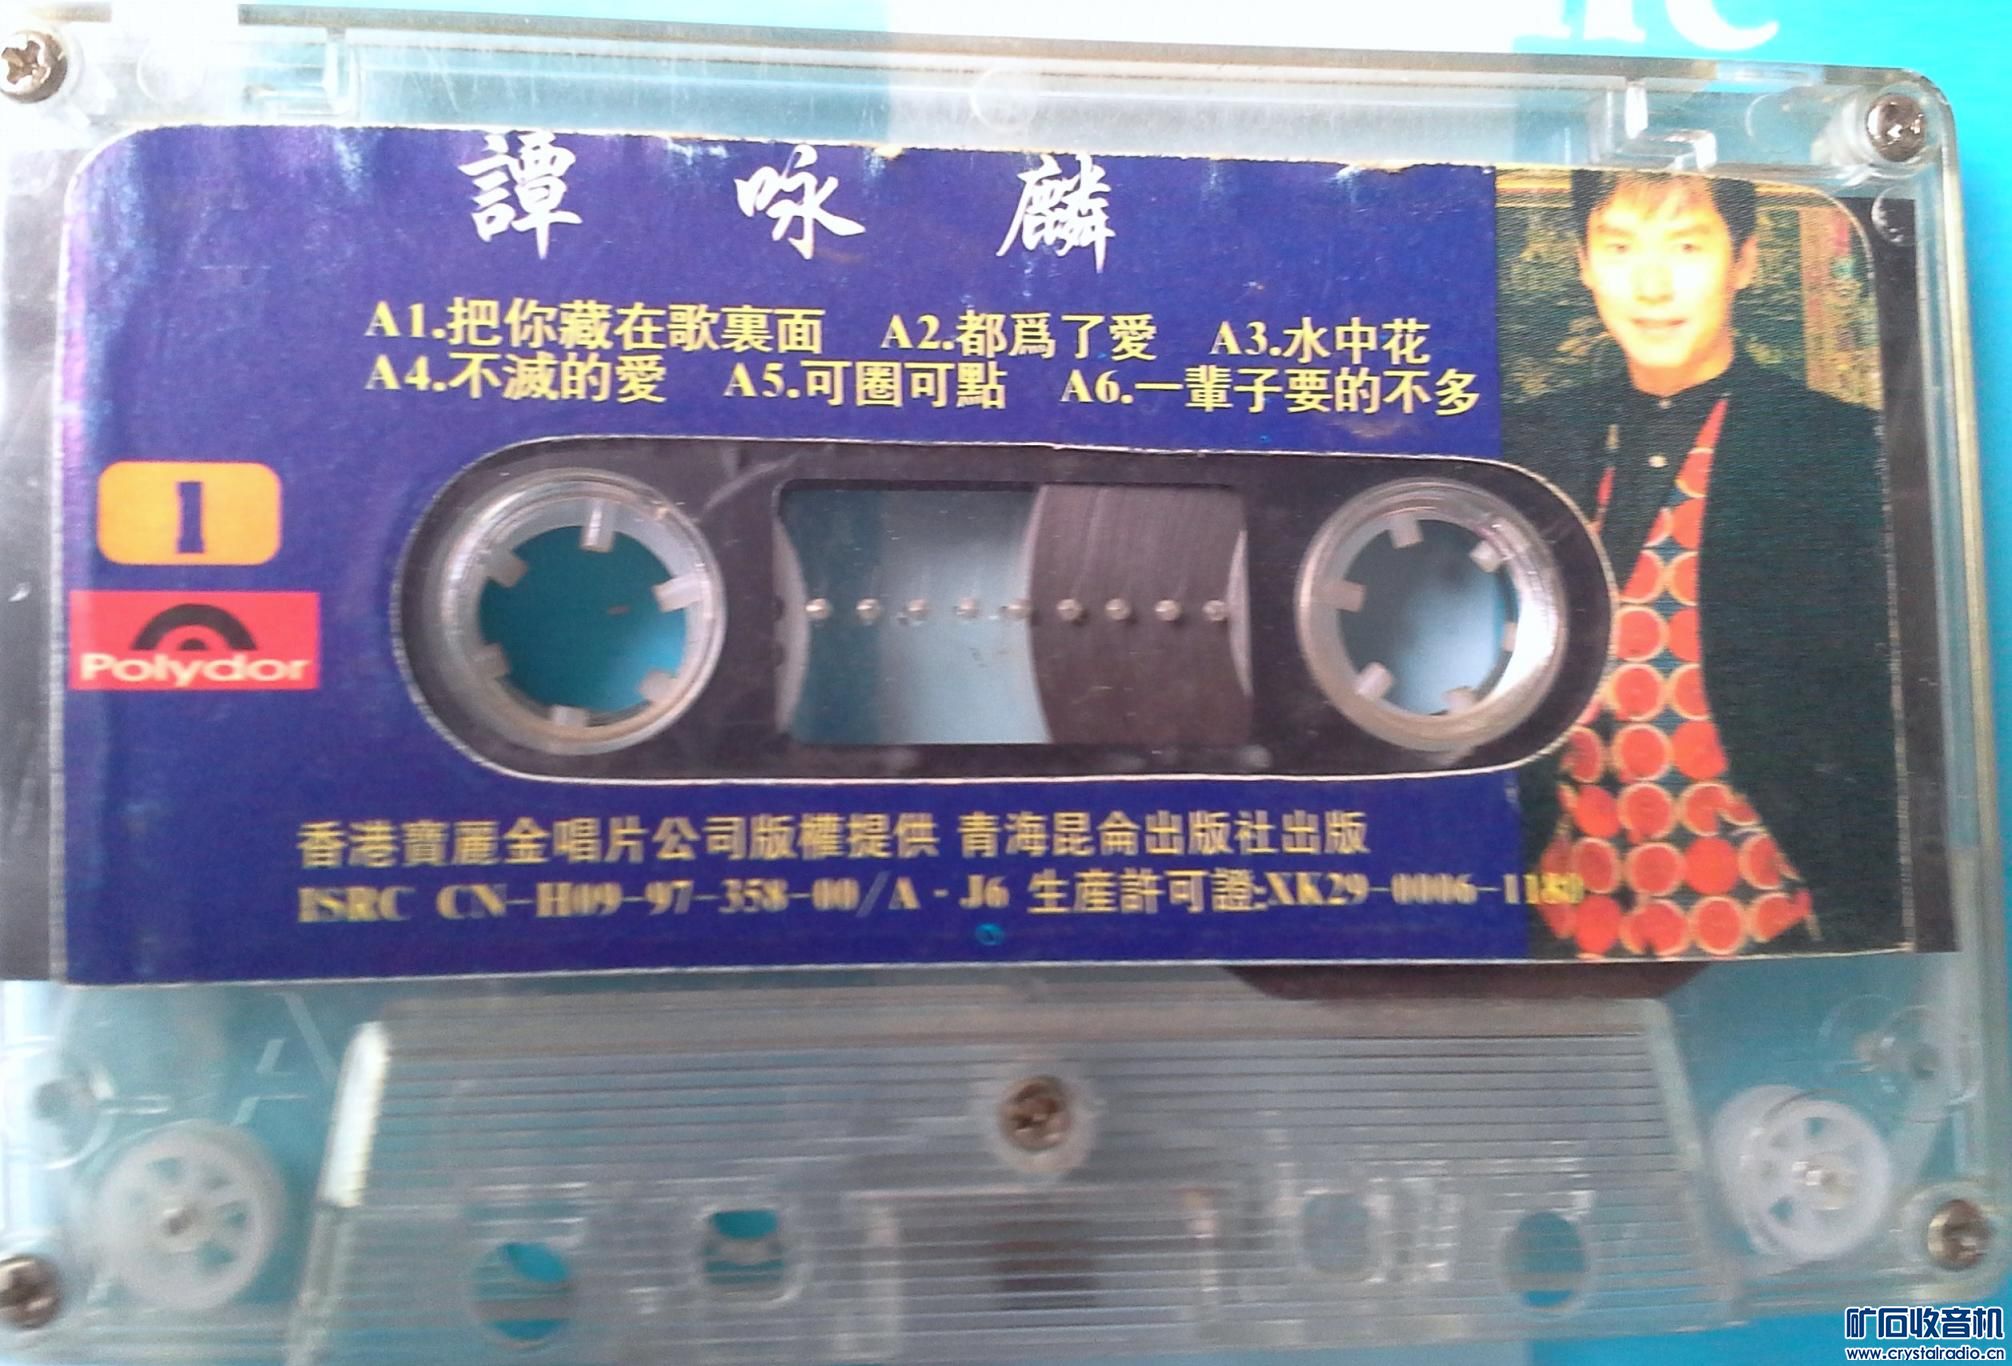 譚咏麟
A1.把你藏在歌裏面 A2.都爲了愛 A3.水中花
A4.不滅的愛 A5.可圈可點 A6.一輩子要的不多
1
Polydor
香港寶麗金唱片公司版權提供 青海昆侖出版社出版
ISRC CN-H09-97-358-00/A·J6 生産許可證:XK29-0006-1180
矿石收音机
www.crystalradio.cn